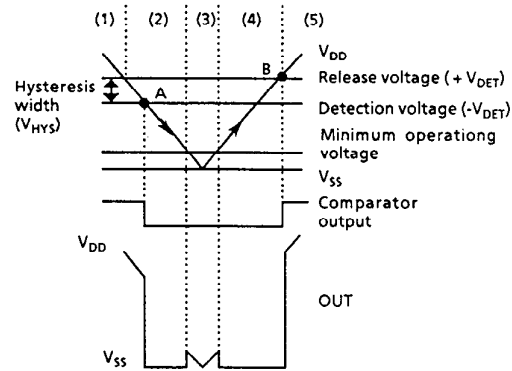 (1) (2) (3) (4) (5)
V_DD
B
Release voltage (+ V_DET)
Hysteresis
width
(V_HYS)
A
Detection voltage (-V_DET)
Minimum operationg
voltage
V_SS
Comparator
output
V_DD
OUT
V_SS